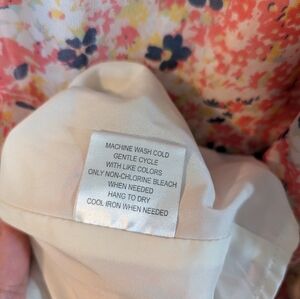 MACHINE WASH COLD
GENTLE CYCLE
WITH LIKE COLORS
ONLY NON-CHLORINE BLEACH
WHEN NEEDED
HANG TO DRY
COOL IRON WHEN NEEDED